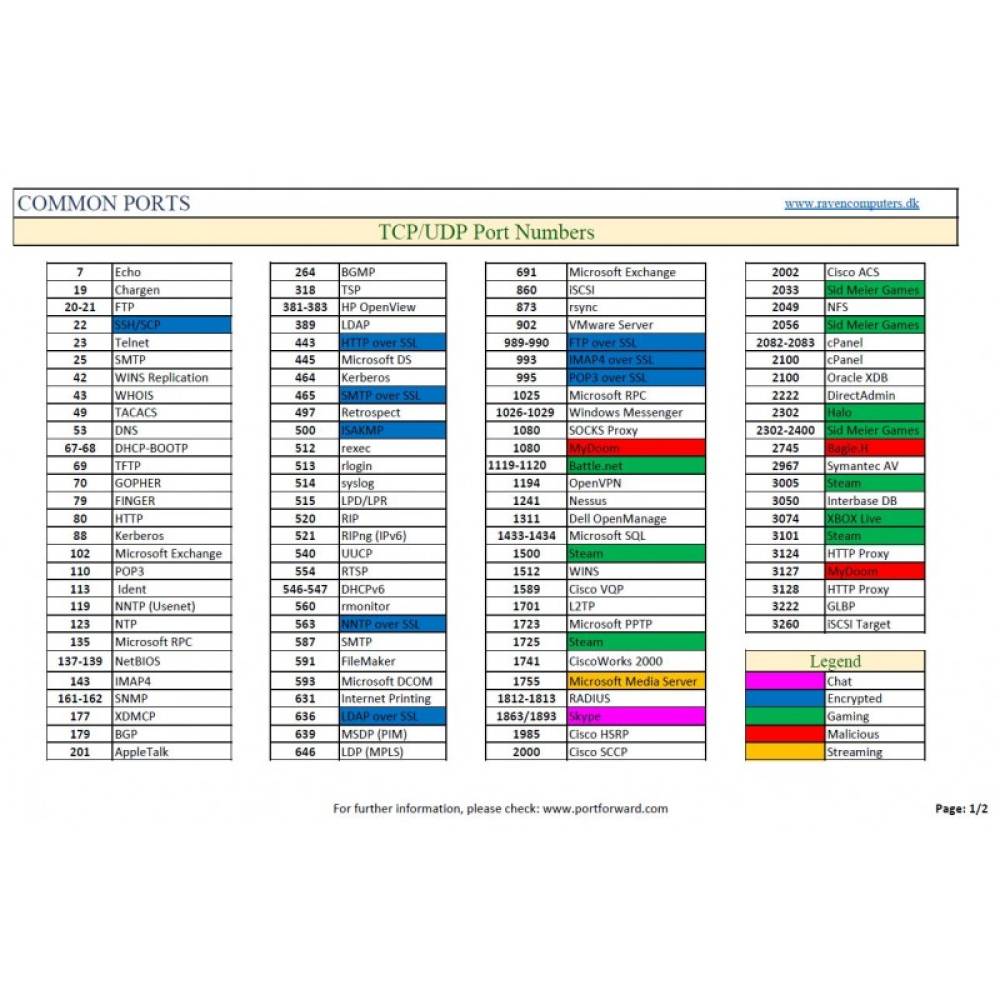 COMMON PORTS www.ravencomputers.dk
TCP/UDP Port Numbers
7 Echo
19 Chargen
20-21 FTP
22 SSH/SCP
23 Telnet
25 SMTP
42 WINS Replication
43 WHOIS
49 TACACS
53 DNS
67-68 DHCP-BOOTP
69 TFTP
70 GOPHER
79 FINGER
80 HTTP
88 Kerberos
102 Microsoft Exchange
110 POP3
113 Ident
119 NNTP (Usenet)
123 NTP
135 Microsoft RPC
137-139 NetBIOS
143 IMAP4
161-162 SNMP
177 XDMCP
179 BGP
201 AppleTalk
264 BGMP
318 TSP
381-383 HP OpenView
389 LDAP
443 HTTP over SSL
445 Microsoft DS
464 Kerberos
465 SMTP over SSL
497 Retrospect
500 ISAKMP
512 rexec
513 rlogin
514 syslog
515 LPD/LPR
520 RIP
521 RIPng (IPv6)
540 UUCP
554 RTSP
546-547 DHCPv6
560 rmonitor
563 NNTP over SSL
587 SMTP
591 FileMaker
593 Microsoft DCOM
631 Internet Printing
636 LDAP over SSL
639 MSDP (PIM)
646 LDP (MPLS)
691 Microsoft Exchange
860 iSCSI
873 rsync
902 VMware Server
989-990 FTP over SSL
993 IMAP4 over SSL
995 POP3 over SSL
1025 Microsoft RPC
1026-1029 Windows Messenger
1080 SOCKS Proxy
1080 MyDoom
1119-1120 Battle.net
1194 OpenVPN
1241 Nessus
1311 Dell OpenManage
1433-1434 Microsoft SQL
1500 Steam
1512 WINS
1589 Cisco VQP
1701 L2TP
1723 Microsoft PPTP
1725 Steam
1741 CiscoWorks 2000
1755 Microsoft Media Server
1812-1813 RADIUS
1863/1893 Skype
1985 Cisco HSRP
2000 Cisco SCCP
2002 Cisco ACS
2033 Sid Meier Games
2049 NFS
2056 Sid Meier Games
2082-2083 cPanel
2100 cPanel
2100 Oracle XDB
2222 DirectAdmin
2302 Halo
2302-2400 Sid Meier Games
2745 Bagle.H
2967 Symantec AV
3005 Steam
3050 Interbase DB
3074 XBOX Live
3101 Steam
3124 HTTP Proxy
3127 MyDoom
3128 HTTP Proxy
3222 GLBP
3260 iSCSI Target
Legend
Chat
Encrypted
Gaming
Malicious
Streaming
For further information, please check: www.portforward.com
Page: 1/2